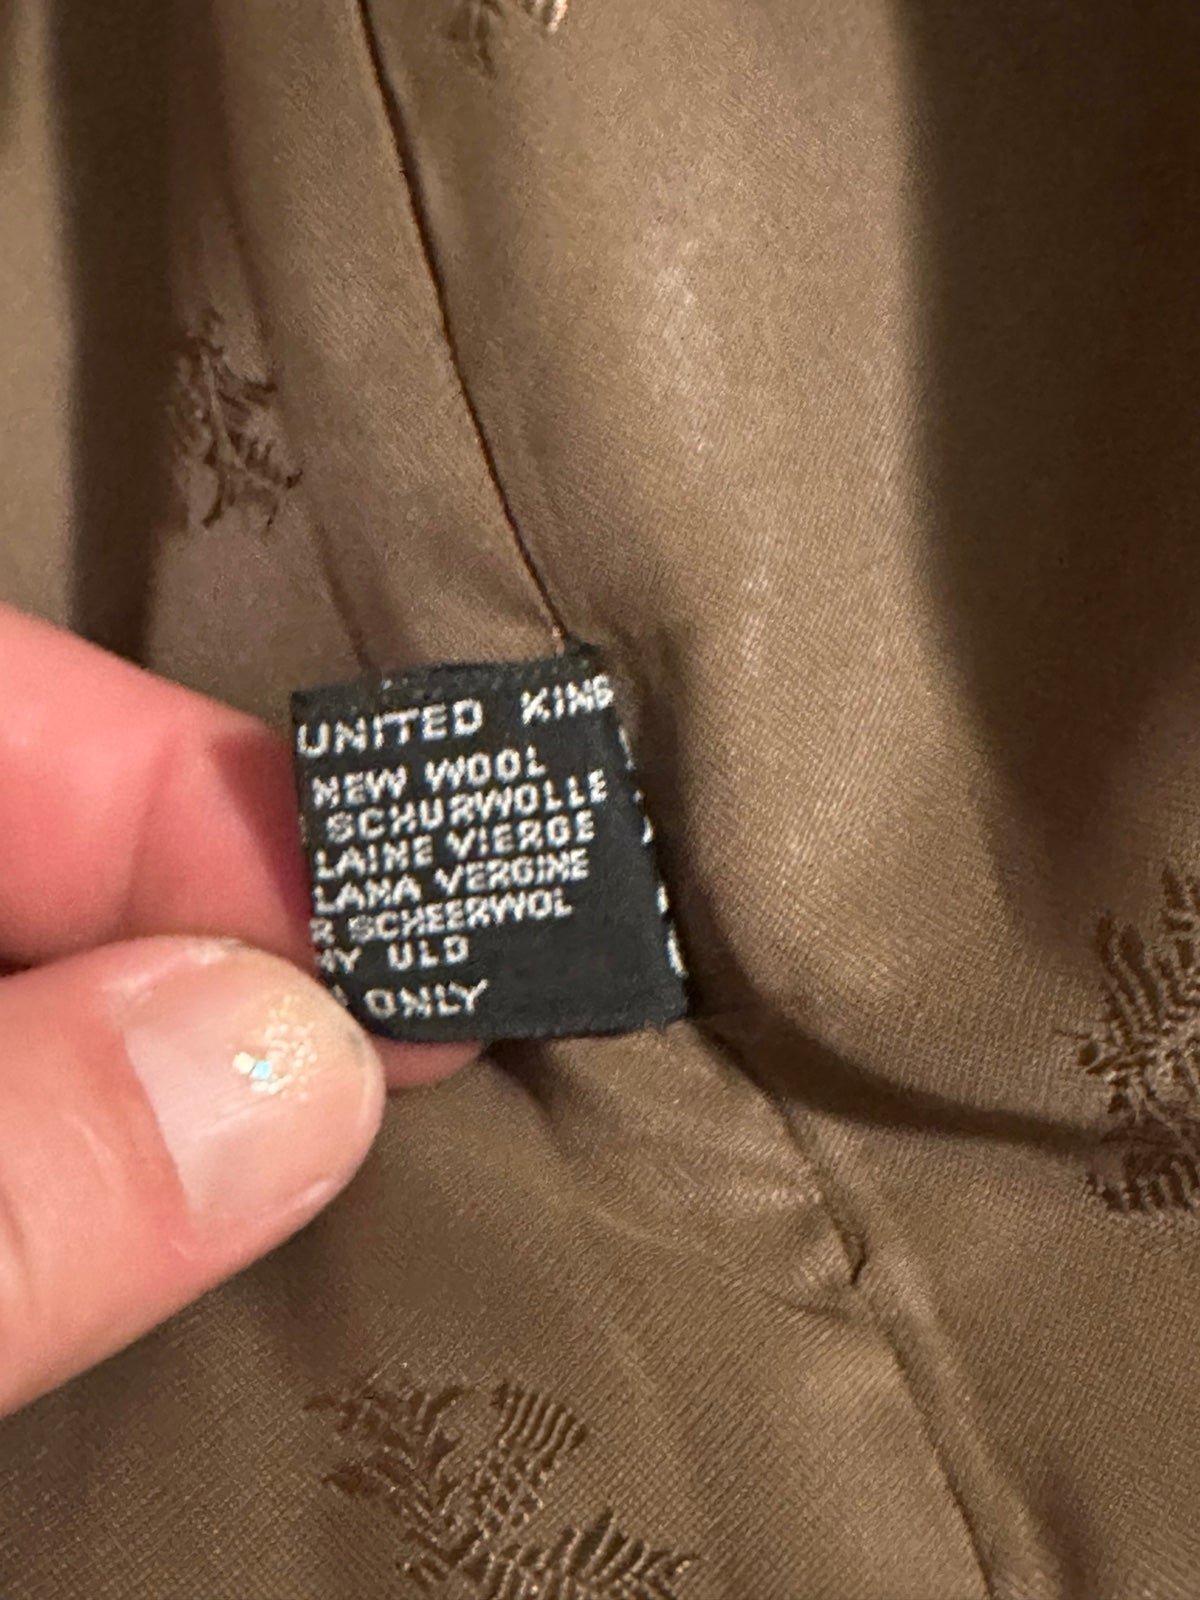 UNITED KING
NEW WOOL
SCHURWOLLE
LAINE VIERGE
LANA VERGINE
R SCHEERWOL
NY ULD
ONLY